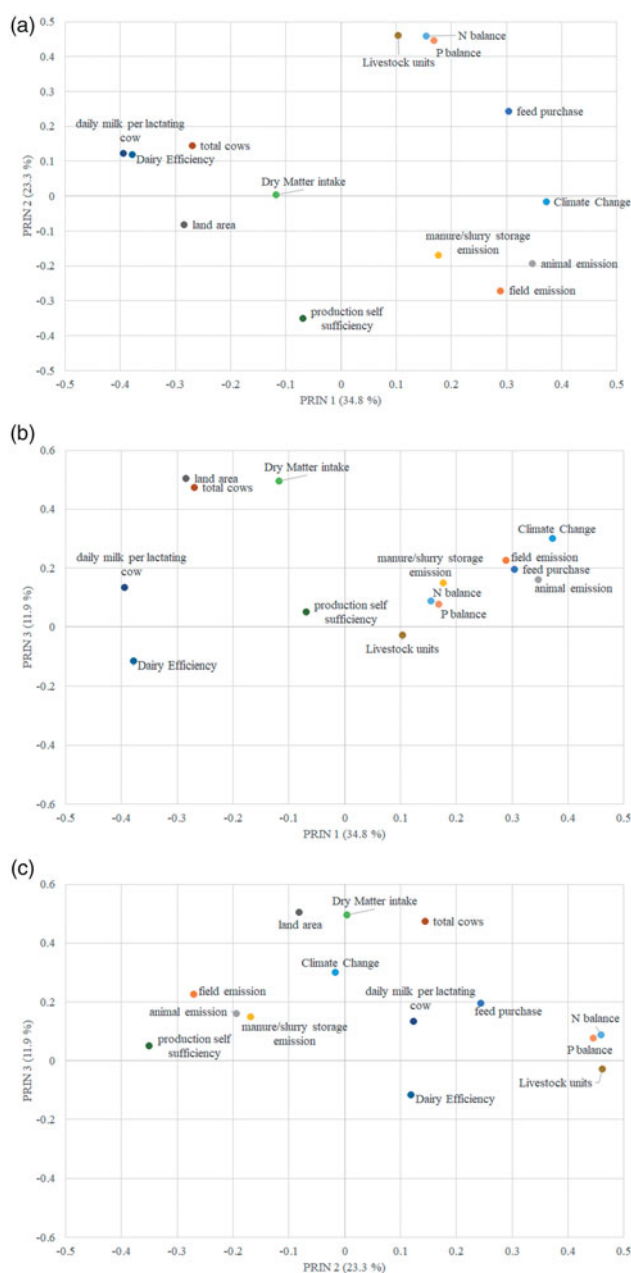 (a)
0.5
0.4
0.3
0.2
0.1
0
-0.1
-0.2
-0.3
-0.4
-0.5
PRIN 2 (23.3 %)
N balance
P balance
Livestock units
feed purchase
daily milk per lactating
cow
total cows
Dairy Efficiency
Dry Matter intake
Climate Change
land area
manure/slurry storage
emission
animal emission
field emission
production self
sufficiency
-0.5 -0.4 -0.3 -0.2 -0.1 0 0.1 0.2 0.3 0.4 0.5
PRIN 1 (34.8 %)
(b)
0.6
0.4
0.2
0
-0.2
-0.4
-0.6
PRIN 3 (11.9 %)
land area
total cows
Dry Matter intake
Climate Change
daily milk per lactating
cow
manure/slurry storage
emission
field emission
feed purchase
animal emission
N balance
P balance
production self
sufficiency
Livestock units
Dairy Efficiency
-0.5 -0.4 -0.3 -0.2 -0.1 0 0.1 0.2 0.3 0.4 0.5
PRIN 1 (34.8 %)
(c)
0.6
0.4
0.2
0
-0.2
-0.4
-0.6
PRIN 3 (11.9 %)
Dry Matter intake
land area
total cows
Climate Change
field emission
daily milk per lactating
cow
feed purchase
animal emission
manure/slurry storage
emission
production self
sufficiency
N balance
P balance
Livestock units
Dairy Efficiency
-0.4 -0.3 -0.2 -0.1 0 0.1 0.2 0.3 0.4 0.5
PRIN 2 (23.3 %)